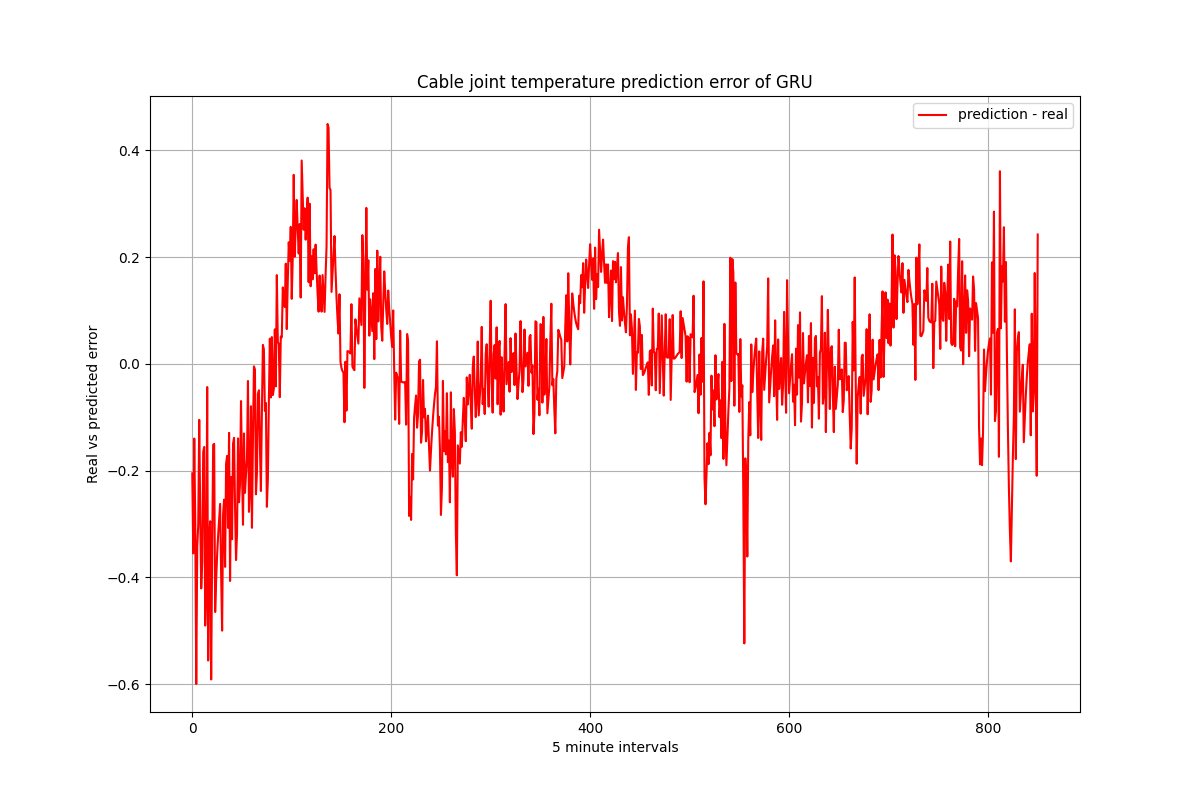 Cable joint temperature prediction error of GRU
prediction - real
0.4
0.2
0.0
−0.2
−0.4
−0.6
Real vs predicted error
0 200 400 600 800
5 minute intervals